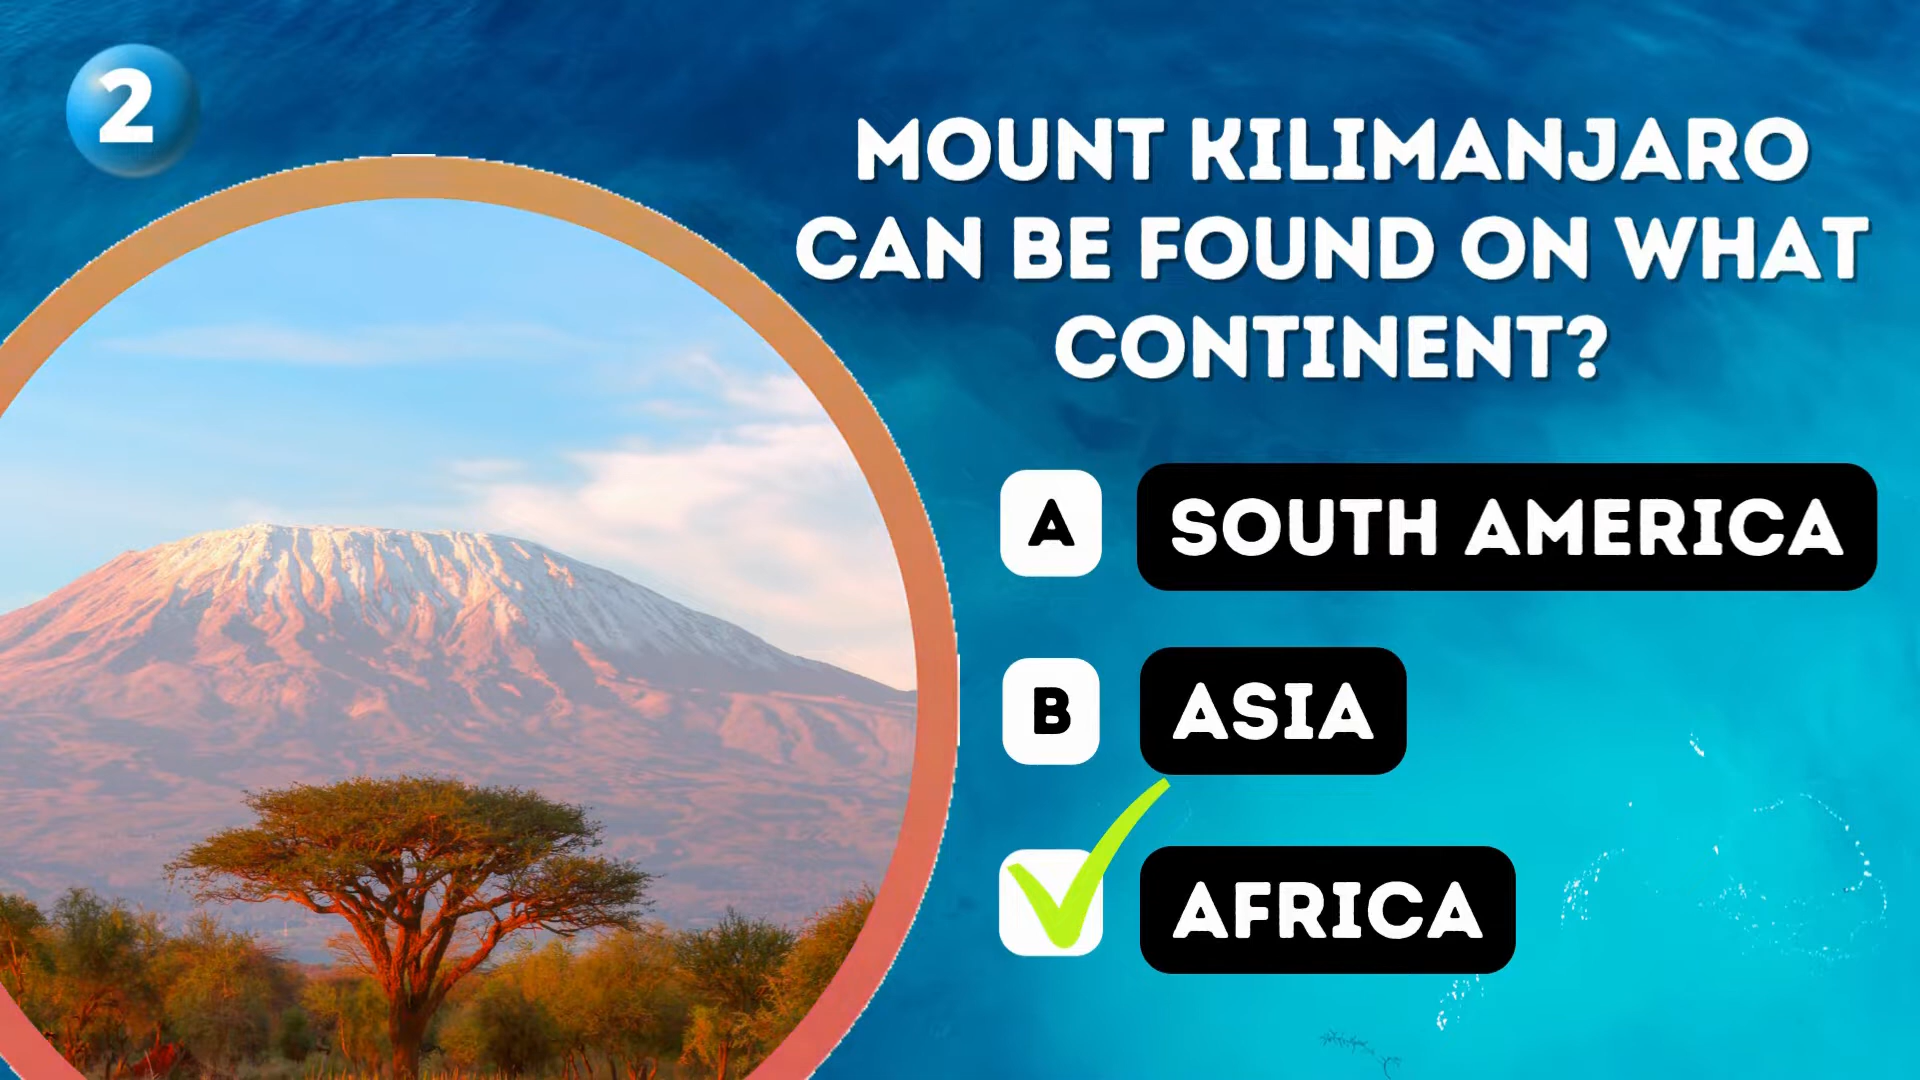 2
MOUNT KILIMANJARO
CAN BE FOUND ON WHAT
CONTINENT?
A SOUTH AMERICA
B ASIA
AFRICA